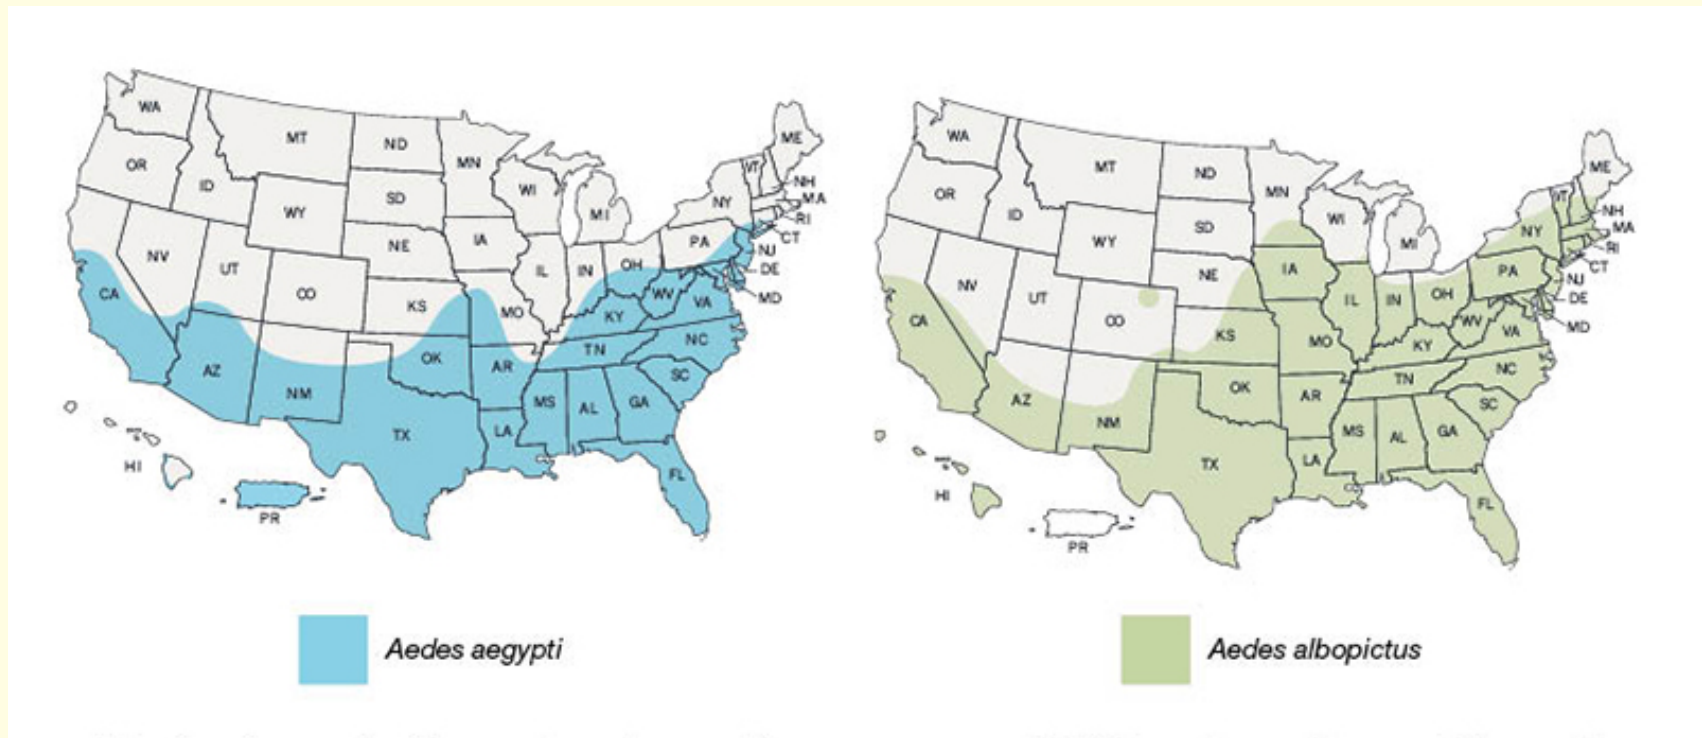 WA
MT
ND
MN
OR
ID
WY
SD
WI
MI
NY
VT
ME
NH
MA
RI
CT
NV
UT
CO
NE
KS
IA
IL
IN
OH
PA
NJ
DE
MD
CA
AZ
NM
OK
TX
MO
AR
LA
KY
WV
VA
TN
NC
SC
MS
AL
GA
FL
HI
PR
WA
MT
ND
MN
OR
ID
WY
SD
WI
MI
NY
VT
ME
NH
MA
RI
CT
NV
UT
CO
NE
KS
IA
IL
IN
OH
PA
NJ
DE
MD
CA
AZ
NM
OK
TX
MO
AR
LA
KY
WV
VA
TN
NC
SC
MS
AL
GA
FL
HI
PR
Aedes aegypti
Aedes albopictus